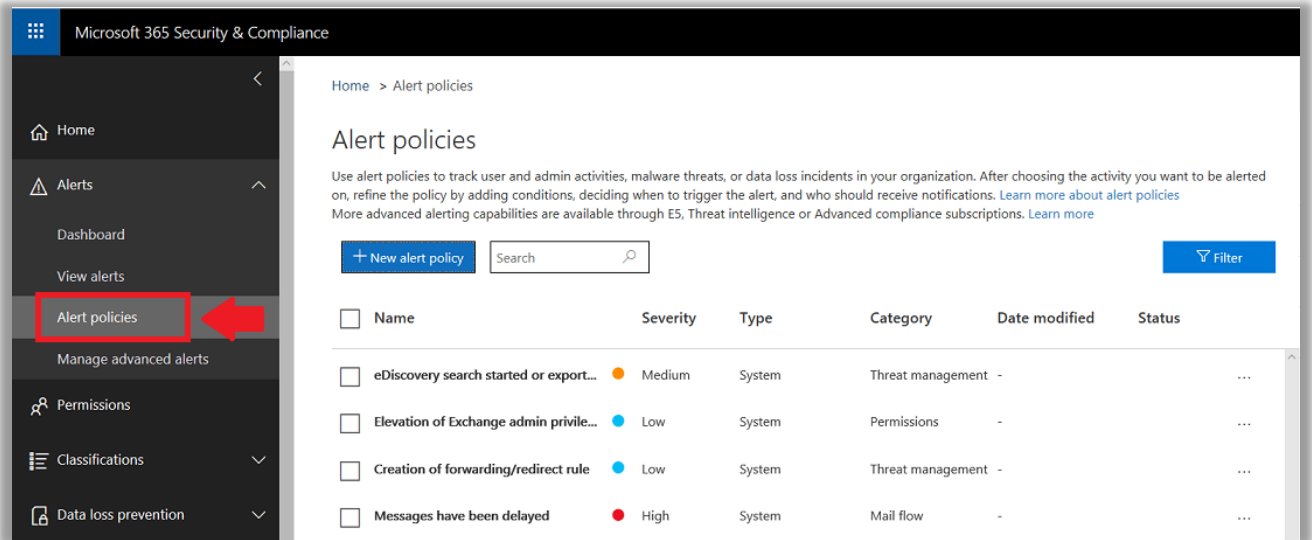 Microsoft 365 Security & Compliance
Home
Alerts
Dashboard
View alerts
Alert policies
Manage advanced alerts
Permissions
Classifications
Data loss prevention
Home > Alert policies
Alert policies
Use alert policies to track user and admin activities, malware threats, or data loss incidents in your organization. After choosing the activity you want to be alerted
on, refine the policy by adding conditions, deciding when to trigger the alert, and who should receive notifications. Learn more about alert policies
More advanced alerting capabilities are available through E5, Threat intelligence or Advanced compliance subscriptions. Learn more
+ New alert policy Search Filter
Name Severity Type Category Date modified Status
eDiscovery search started or export... Medium System Threat management - ...
Elevation of Exchange admin privile... Low System Permissions - ...
Creation of forwarding/redirect rule Low System Threat management - ...
Messages have been delayed High System Mail flow - ...